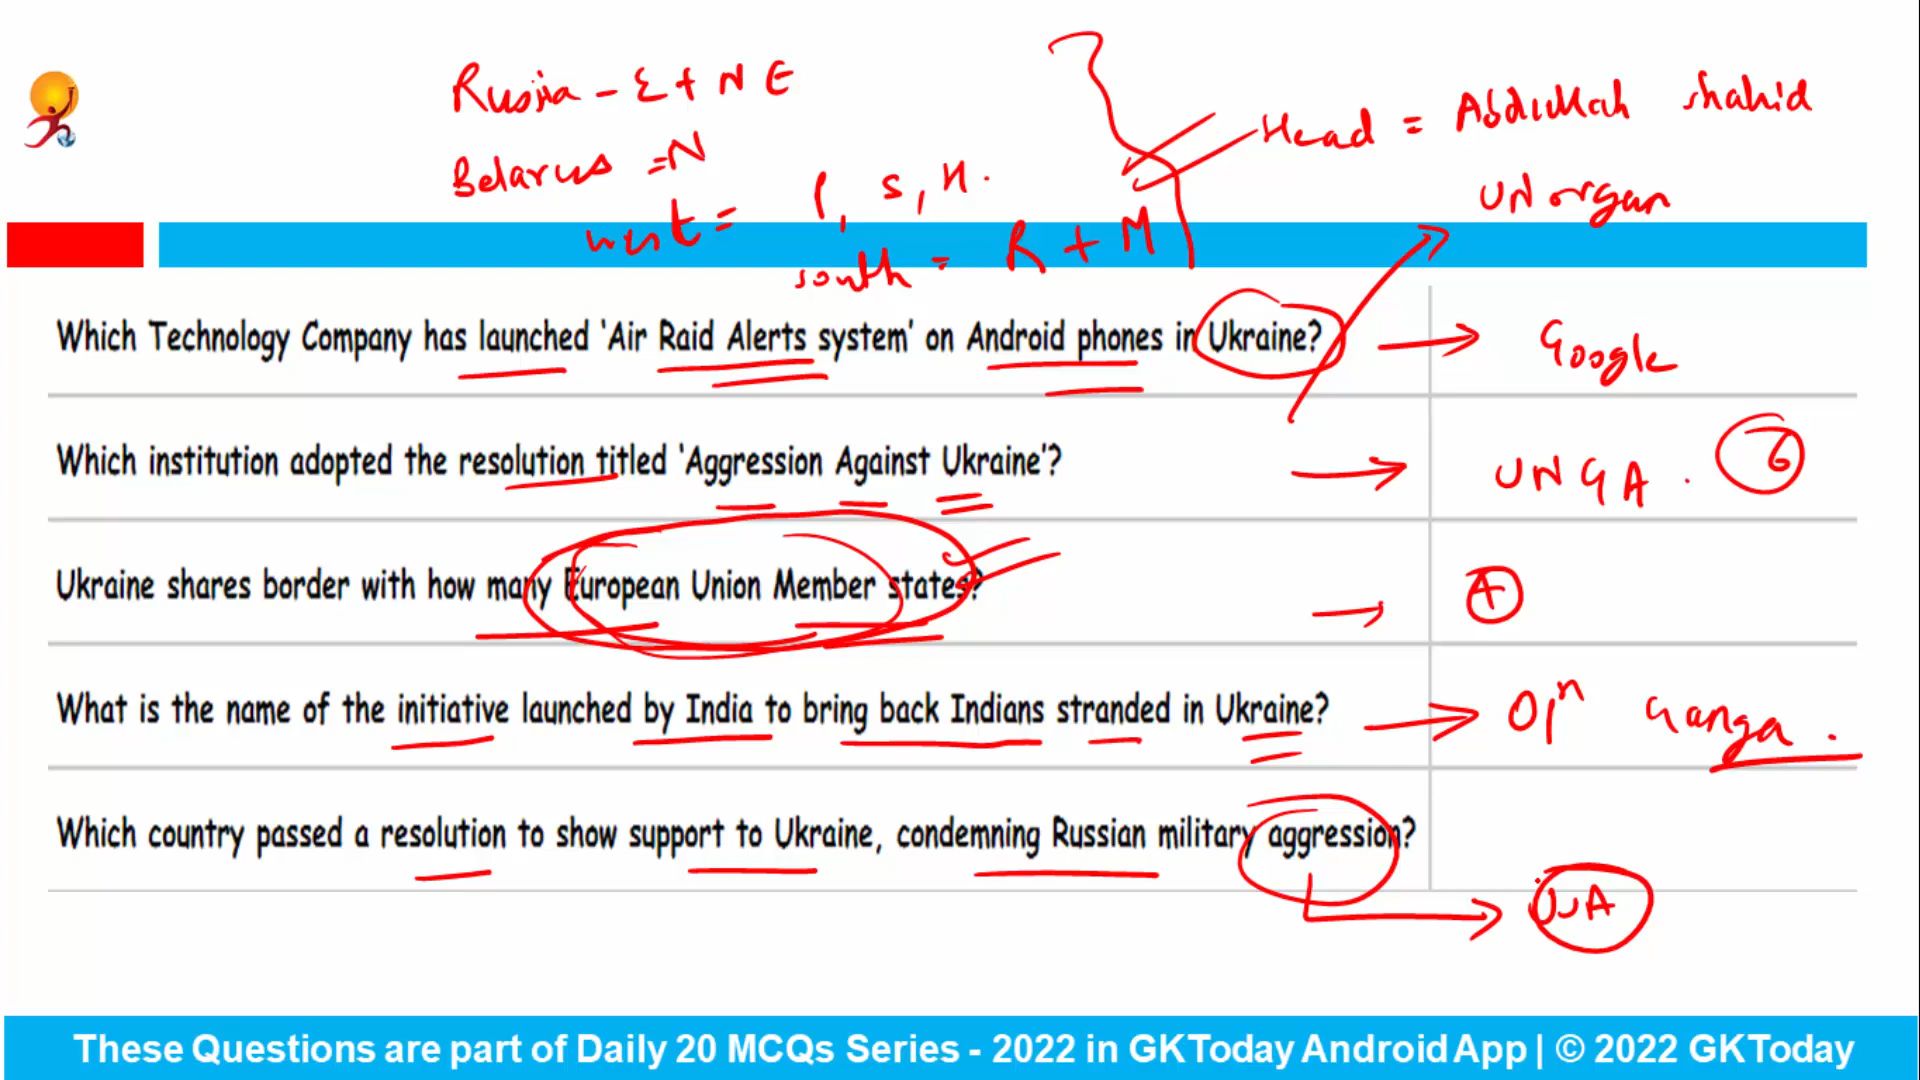 Russia - E + N E
Belarus = N
west = P, S, H.
south = R + M
Head = Abdullah Shahid
UN organ
Which Technology Company has launched ‘Air Raid Alerts system’ on Android phones in Ukraine?
Google
Which institution adopted the resolution titled ‘Aggression Against Ukraine’?
UNGA. 6
Ukraine shares border with how many European Union Member states?
4
What is the name of the initiative launched by India to bring back Indians stranded in Ukraine?
Opn Ganga.
Which country passed a resolution to show support to Ukraine, condemning Russian military aggression?
These Questions are part of Daily 20 MCQs Series - 2022 in GKToday Android App | © 2022 GKToday